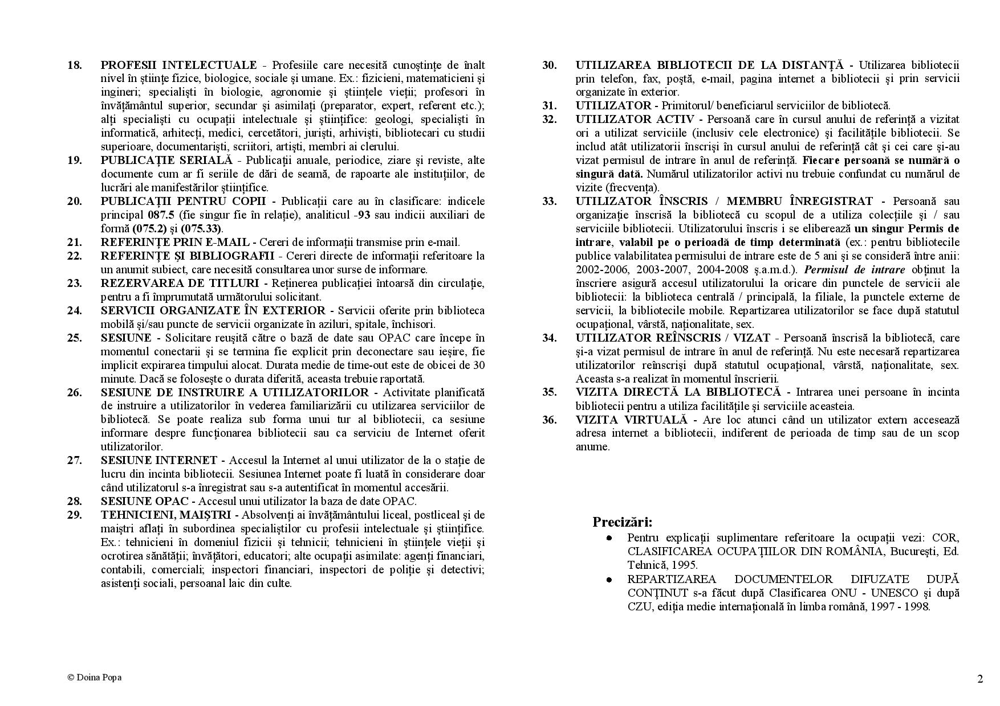 18. PROFESII INTELECTUALE - Profesiile care necesită cunoştinţe de înalt
nivel în ştiinţe fizice, biologice, sociale şi umane. Ex.: fizicieni, matematicieni şi
ingineri; specialişti în biologie, agronomie şi ştiinţele vieţii; profesori în
învăţământul superior, secundar şi asimilaţi (preparator, expert, referent etc.);
alţi specialişti cu ocupaţii intelectuale şi ştiinţifice: geologi, specialişti în
informatică, arhitecţi, medici, cercetători, jurişti, arhivişti, bibliotecari cu studii
superioare, documentarişti, scriitori, artişti, membri ai clerului.
19. PUBLICAŢIE SERIALĂ - Publicaţii anuale, periodice, ziare şi reviste, alte
documente cum ar fi seriile de dări de seamă, de rapoarte ale instituţiilor, de
lucrări ale manifestărilor ştiinţifice.
20. PUBLICAŢII PENTRU COPII - Publicaţii care au în clasificare: indicele
principal 087.5 (fie singur fie în relaţie), analiticul -93 sau indicii auxiliari de
formă (075.2) şi (075.33).
21. REFERINŢE PRIN E-MAIL - Cereri de informaţii transmise prin e-mail.
22. REFERINŢE ŞI BIBLIOGRAFII - Cereri directe de informaţii referitoare la
un anumit subiect, care necesită consultarea unor surse de informare.
23. REZERVAREA DE TITLURI - Reţinerea publicaţiei întoarsă din circulaţie,
pentru a fi împrumutată următorului solicitant.
24. SERVICII ORGANIZATE ÎN EXTERIOR - Servicii oferite prin biblioteca
mobilă şi/sau puncte de servicii organizate în aziluri, spitale, închisori.
25. SESIUNE - Solicitare reuşită către o bază de date sau OPAC care începe în
momentul conectarii şi se termina fie explicit prin deconectare sau ieşire, fie
implicit expirarea timpului alocat. Durata medie de time-out este de obicei de 30
minute. Dacă se foloseşte o durata diferită, aceasta trebuie raportată.
26. SESIUNE DE INSTRUIRE A UTILIZATORILOR - Activitate planificată
de instruire a utilizatorilor în vederea familiarizării cu utilizarea serviciilor de
bibliotecă. Se poate realiza sub forma unui tur al bibliotecii, ca sesiune
informare despre funcţionarea bibliotecii sau ca serviciu de Internet oferit
utilizatorilor.
27. SESIUNE INTERNET - Accesul la Internet al unui utilizator de la o staţie de
lucru din incinta bibliotecii. Sesiunea Internet poate fi luată în considerare doar
când utilizatorul s-a înregistrat sau s-a autentificat în momentul accesării.
28. SESIUNE OPAC - Accesul unui utilizator la baza de date OPAC.
29. TEHNICIENI, MAIŞTRI - Absolvenţi ai învăţământului liceal, postliceal şi de
maiştri aflaţi în subordinea specialiştilor cu profesii intelectuale şi ştiinţifice.
Ex.: tehnicieni în domeniul fizicii şi tehnicii; tehnicieni în ştiinţele vieţii şi
ocrotirea sănătăţii; învăţători, educatori; alte ocupaţii asimilate: agenţi financiari,
contabili, comerciali; inspectori financiari, inspectori de poliţie şi detectivi;
asistenţi sociali, persoanal laic din culte.
30. UTILIZAREA BIBLIOTECII DE LA DISTANŢĂ - Utilizarea bibliotecii
prin telefon, fax, poştă, e-mail, pagina internet a bibliotecii şi prin servicii
organizate în exterior.
31. UTILIZATOR - Primitorul/ beneficiarul serviciilor de bibliotecă.
32. UTILIZATOR ACTIV - Persoană care în cursul anului de referinţă a vizitat
ori a utilizat serviciile (inclusiv cele electronice) şi facilităţile bibliotecii. Se
includ atât utilizatorii înscrişi în cursul anului de referinţă cât şi cei care şi-au
vizat permisul de intrare în anul de referinţă. Fiecare persoană se numără o
singură dată. Numărul utilizatorilor activi nu trebuie confundat cu numărul de
vizite (frecvenţa).
33. UTILIZATOR ÎNSCRIS / MEMBRU ÎNREGISTRAT - Persoană sau
organizaţie înscrisă la bibliotecă cu scopul de a utiliza colecţiile şi / sau
serviciile bibliotecii. Utilizatorului înscris i se eliberează un singur Permis de
intrare, valabil pe o perioadă de timp determinată (ex.: pentru bibliotecile
publice valabilitatea permisului de intrare este de 5 ani şi se consideră între anii:
2002-2006, 2003-2007, 2004-2008 ş.a.m.d.). Permisul de intrare obţinut la
înscriere asigură accesul utilizatorului la oricare din punctele de servicii ale
bibliotecii: la biblioteca centrală / principală, la filiale, la punctele externe de
servicii, la bibliotecile mobile. Repartizarea utilizatorilor se face după statutul
ocupaţional, vârstă, naţionalitate, sex.
34. UTILIZATOR REÎNSCRIS / VIZAT - Persoană înscrisă la bibliotecă, care
şi-a vizat permisul de intrare în anul de referinţă. Nu este necesară repartizarea
utilizatorilor reînscrişi după statutul ocupaţional, vârstă, naţionalitate, sex.
Aceasta s-a realizat în momentul înscrierii.
35. VIZITA DIRECTĂ LA BIBLIOTECĂ - Intrarea unei persoane în incinta
bibliotecii pentru a utiliza facilităţile şi serviciile aceasteia.
36. VIZITA VIRTUALĂ - Are loc atunci când un utilizator extern accesează
adresa internet a bibliotecii, indiferent de perioada de timp sau de un scop
anume.
Precizări:
● Pentru explicaţii suplimentare referitoare la ocupaţii vezi: COR,
CLASIFICAREA OCUPAŢIILOR DIN ROMÂNIA, Bucureşti, Ed.
Tehnică, 1995.
● REPARTIZAREA DOCUMENTELOR DIFUZATE DUPĂ
CONŢINUT s-a făcut după Clasificarea ONU - UNESCO şi după
CZU, ediţia medie internaţională în limba română, 1997 - 1998.
© Doina Popa
2